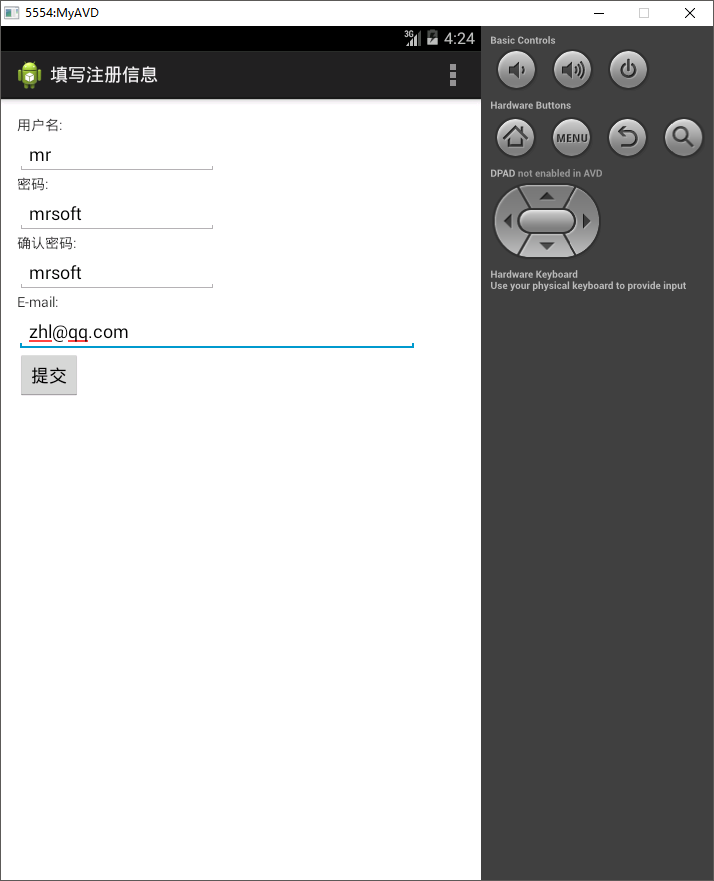 5554:MyAVD
3G 4:24
填写注册信息
用户名:
mr
密码:
mrsoft
确认密码:
mrsoft
E-mail:
zhl@qq.com
提交
Basic Controls
Hardware Buttons
MENU
DPAD not enabled in AVD
Hardware Keyboard
Use your physical keyboard to provide input